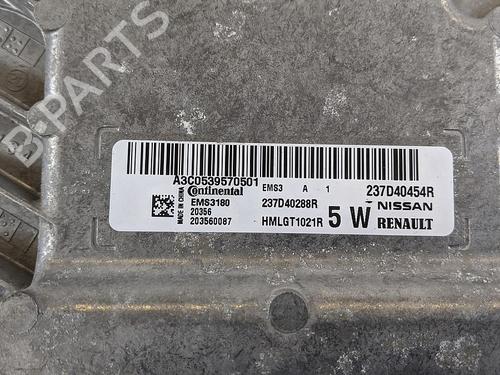 A3C0539570501 EMS3 A 1 237D40454R
MADE IN CHINA
Continental
EMS3180 237D40288R NISSAN
20356
203560087 HMLGT1021R 5 W RENAULT
B-PARTS